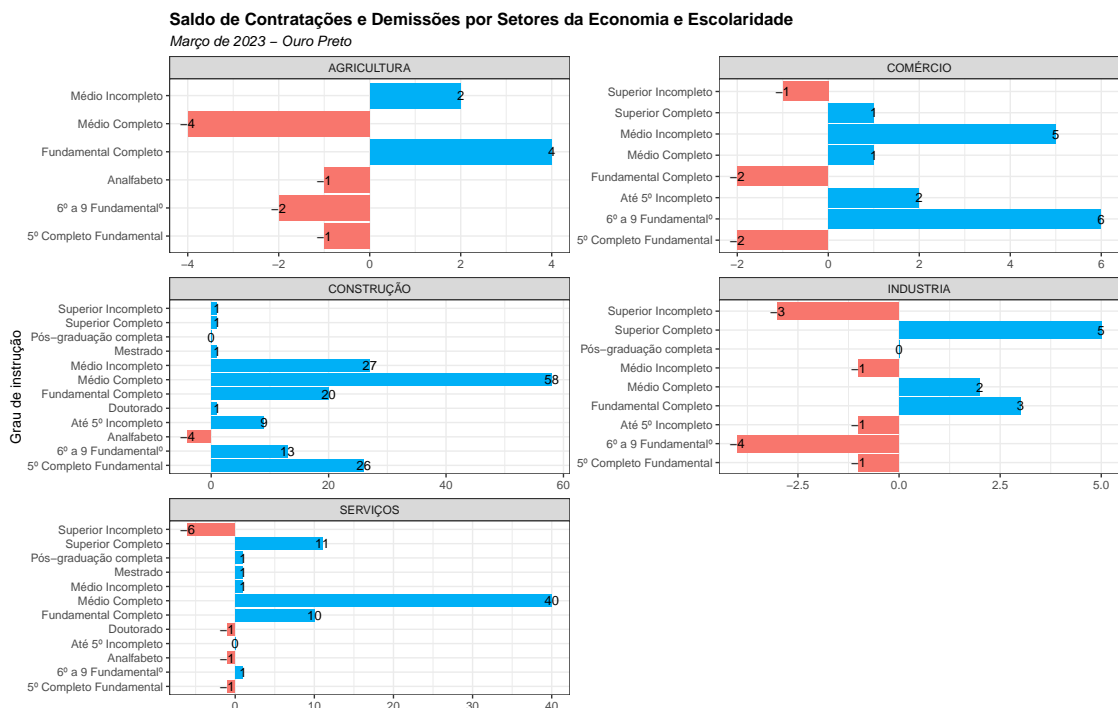 Saldo de Contratações e Demissões por Setores da Economia e Escolaridade
Março de 2023 − Ouro Preto
Grau de instrução
AGRICULTURA
Médio Incompleto 2
Médio Completo −4
Fundamental Completo 4
Analfabeto −1
6º a 9 Fundamentalº −2
5º Completo Fundamental −1
−4 −2 0 2 4
COMÉRCIO
Superior Incompleto −1
Superior Completo 1
Médio Incompleto 5
Médio Completo 1
Fundamental Completo −2
Até 5º Incompleto 2
6º a 9 Fundamentalº 6
5º Completo Fundamental −2
−2 0 2 4 6
CONSTRUÇÃO
Superior Incompleto 1
Superior Completo 1
Pós−graduação completa 0
Mestrado 1
Médio Incompleto 27
Médio Completo 58
Fundamental Completo 20
Doutorado 1
Até 5º Incompleto 9
Analfabeto −4
6º a 9 Fundamentalº 13
5º Completo Fundamental 26
0 20 40 60
INDUSTRIA
Superior Incompleto −3
Superior Completo 5
Pós−graduação completa 0
Médio Incompleto −1
Médio Completo 2
Fundamental Completo 3
Até 5º Incompleto −1
6º a 9 Fundamentalº −4
5º Completo Fundamental −1
−2.5 0.0 2.5 5.0
SERVIÇOS
Superior Incompleto −6
Superior Completo 11
Pós−graduação completa 1
Mestrado 1
Médio Incompleto 1
Médio Completo 40
Fundamental Completo 10
Doutorado −1
Até 5º Incompleto 0
Analfabeto −1
6º a 9 Fundamentalº 1
5º Completo Fundamental −1
0 10 20 30 40